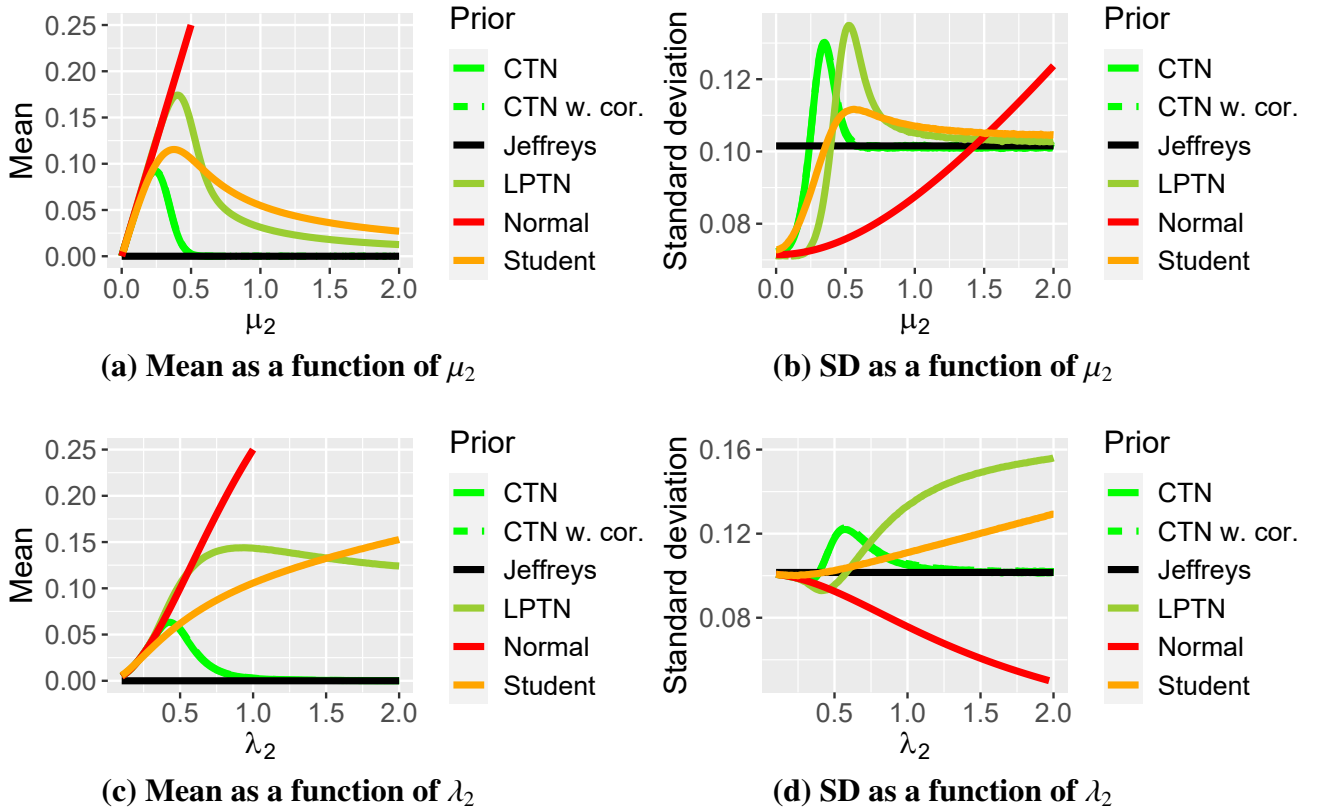 0.25
0.20
0.15
0.10
0.05
0.00
Mean
0.0 0.5 1.0 1.5 2.0
μ2
Prior
CTN
CTN w. cor.
Jeffreys
LPTN
Normal
Student
(a) Mean as a function of μ2
0.12
0.10
0.08
Standard deviation
0.0 0.5 1.0 1.5 2.0
μ2
Prior
CTN
CTN w. cor.
Jeffreys
LPTN
Normal
Student
(b) SD as a function of μ2
0.25
0.20
0.15
0.10
0.05
0.00
Mean
0.5 1.0 1.5 2.0
λ2
Prior
CTN
CTN w. cor.
Jeffreys
LPTN
Normal
Student
(c) Mean as a function of λ2
0.16
0.12
0.08
Standard deviation
0.5 1.0 1.5 2.0
λ2
Prior
CTN
CTN w. cor.
Jeffreys
LPTN
Normal
Student
(d) SD as a function of λ2